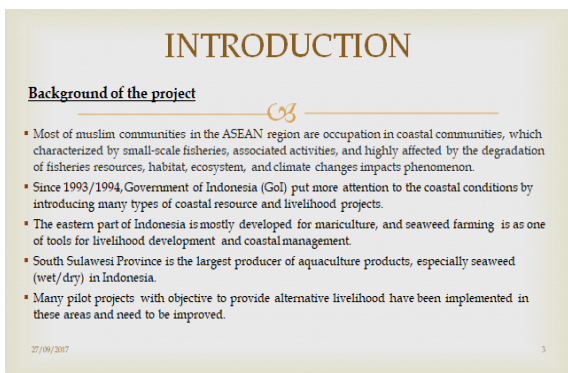 INTRODUCTION
Background of the project
▪ Most of muslim communities in the ASEAN region are occupation in coastal communities, which
characterized by small-scale fisheries, associated activities, and highly affected by the degradation
of fisheries resources, habitat, ecosystem, and climate changes impacts phenomenon.
▪ Since 1993/1994, Government of Indonesia (GoI) put more attention to the coastal conditions by
introducing many types of coastal resource and livelihood projects.
▪ The eastern part of Indonesia is mostly developed for mariculture, and seaweed farming is as one
of tools for livelihood development and coastal management.
▪ South Sulawesi Province is the largest producer of aquaculture products, especially seaweed
(wet/dry) in Indonesia.
▪ Many pilot projects with objective to provide alternative livelihood have been implemented in
these areas and need to be improved.
27/09/2017 3